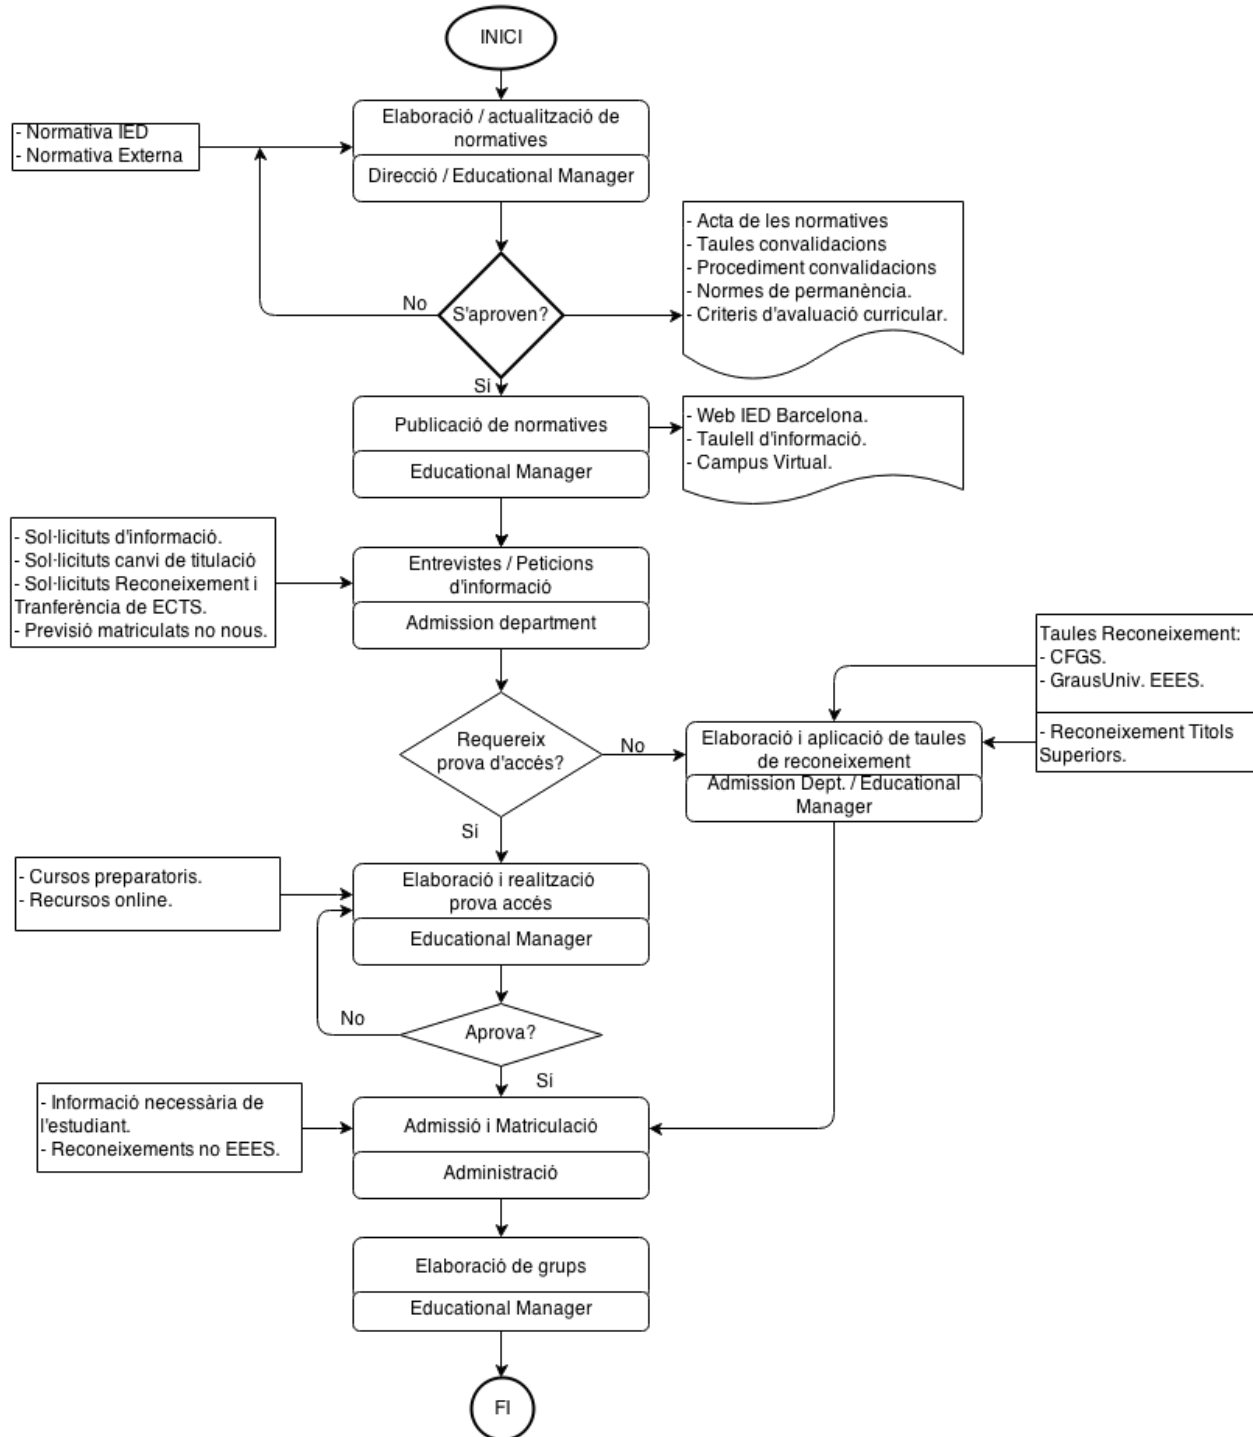 INICI
Elaboració / actualització de
normatives
- Normativa IED
- Normativa Externa
Direcció / Educational Manager
- Acta de les normatives
- Taules convalidacions
- Procediment convalidacions
- Normes de permanència.
- Criteris d'avaluació curricular.
No
S'aproven?
Sí
Publicació de normatives
Educational Manager
- Web IED Barcelona.
- Taulell d'informació.
- Campus Virtual.
- Sol·licituts d'informació.
- Sol·licituts canvi de titulació
- Sol·licituts Reconeixement i
Tranferència de ECTS.
- Previsió matriculats no nous.
Entrevistes / Peticions
d'informació
Admission department
Taules Reconeixement:
- CFGS.
- GrausUniv. EEES.
- Reconeixement Titols
Superiors.
Requereix
prova d'accés?
No
Elaboració i aplicació de taules
de reconeixement
Admission Dept. / Educational
Manager
Sí
- Cursos preparatoris.
- Recursos online.
Elaboració i realització
prova accés
Educational Manager
No
Aprova?
Sí
- Informació necessària de
l'estudiant.
- Reconeixements no EEES.
Admissió i Matriculació
Administració
Elaboració de grups
Educational Manager
FI